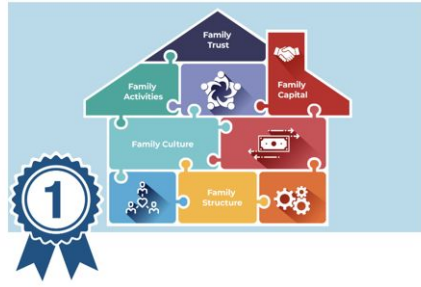 Family
Trust
Family
Activities
Family
Capital
Family Culture
Family
Structure
1